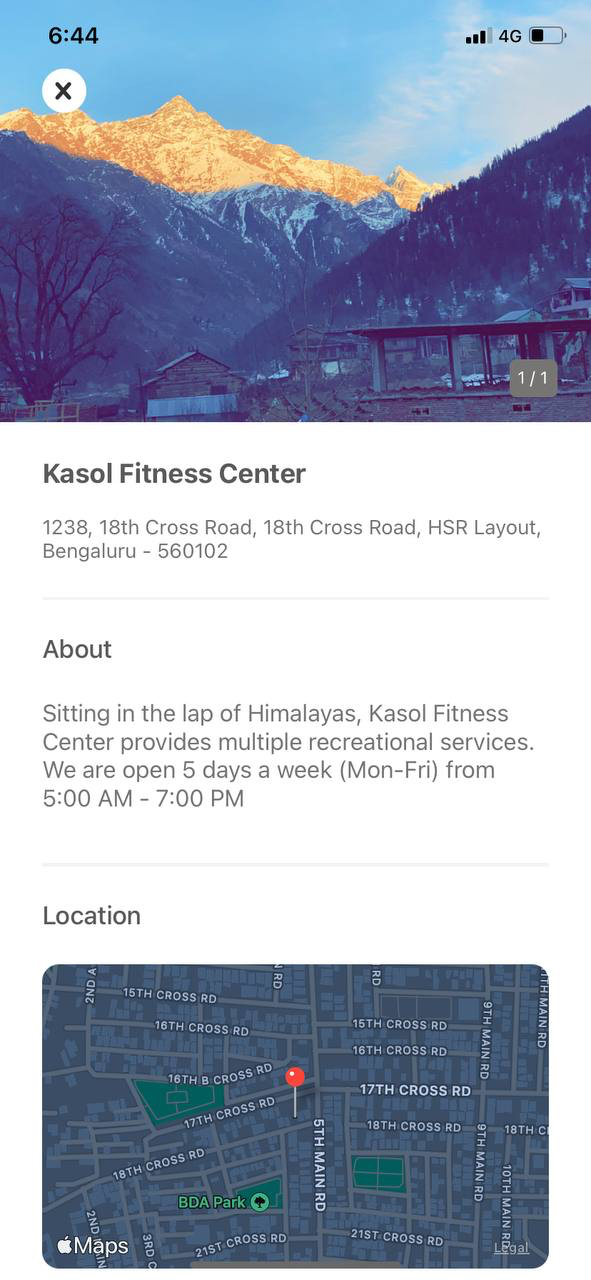 6:44
4G
1 / 1
Kasol Fitness Center
1238, 18th Cross Road, 18th Cross Road, HSR Layout,
Bengaluru - 560102
About
Sitting in the lap of Himalayas, Kasol Fitness
Center provides multiple recreational services.
We are open 5 days a week (Mon-Fri) from
5:00 AM - 7:00 PM
Location
2ND A
15TH CROSS RD
RD
16TH CROSS RD
15TH CROSS RD
9TH MAIN RD
MAIN RD
16TH CROSS RD
16TH B CROSS RD
17TH CROSS RD
17TH CROSS RD
5TH MAIN RD
18TH CROSS RD
9TH MAIN RD
18TH C
18TH CROSS RD
10TH MAIN RD
BDA Park
2ND
3RD C
21ST CROSS RD
21ST CROSS RD
Maps
Legal